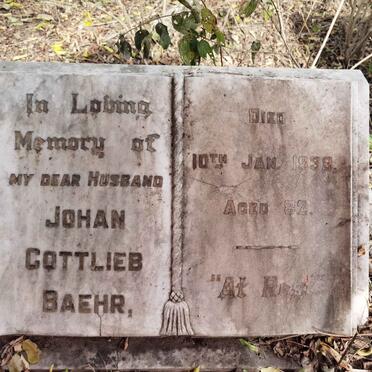 In Loving
Memory of
MY DEAR HUSBAND
JOHAN
GOTTLIEB
BAEHR,
DIED
10TH JAN. 1939.
AGED 82.
"At Rest"